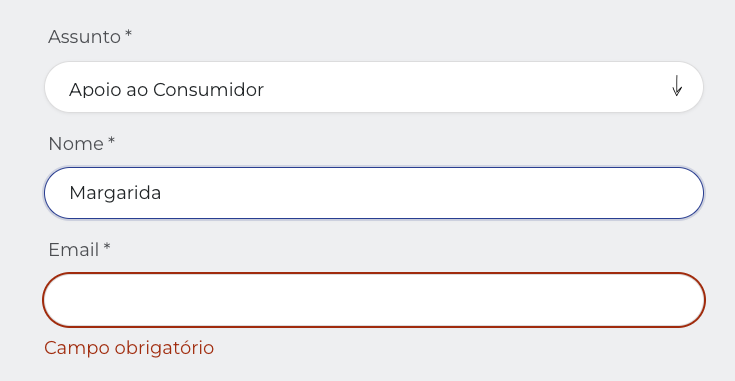 Assunto *
Apoio ao Consumidor
Nome *
Margarida
Email *
Campo obrigatório